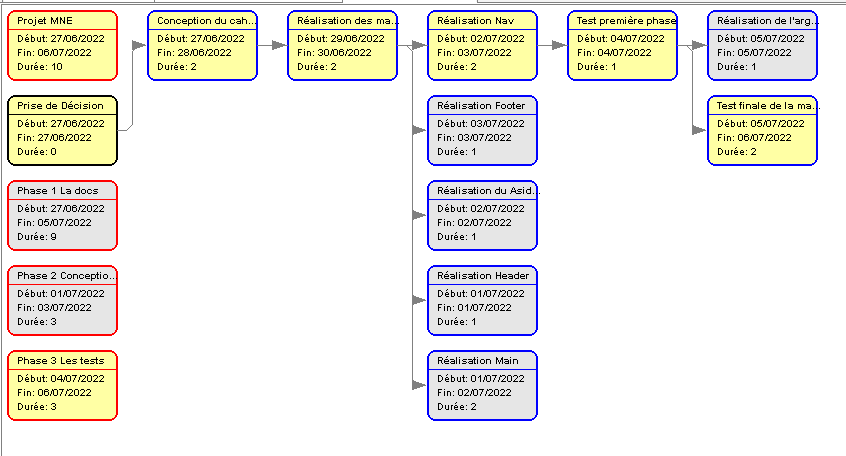 Projet MNE
Début: 27/06/2022
Fin: 06/07/2022
Durée: 10
Conception du cah...
Début: 27/06/2022
Fin: 28/06/2022
Durée: 2
Réalisation des ma...
Début: 29/06/2022
Fin: 30/06/2022
Durée: 2
Réalisation Nav
Début: 02/07/2022
Fin: 03/07/2022
Durée: 2
Test première phase
Début: 04/07/2022
Fin: 04/07/2022
Durée: 1
Réalisation de l'arg...
Début: 05/07/2022
Fin: 05/07/2022
Durée: 1
Prise de Décision
Début: 27/06/2022
Fin: 27/06/2022
Durée: 0
Réalisation Footer
Début: 03/07/2022
Fin: 03/07/2022
Durée: 1
Test finale de la ma...
Début: 05/07/2022
Fin: 06/07/2022
Durée: 2
Phase 1 La docs
Début: 27/06/2022
Fin: 05/07/2022
Durée: 9
Réalisation du Asid...
Début: 02/07/2022
Fin: 02/07/2022
Durée: 1
Phase 2 Conceptio...
Début: 01/07/2022
Fin: 03/07/2022
Durée: 3
Réalisation Header
Début: 01/07/2022
Fin: 01/07/2022
Durée: 1
Phase 3 Les tests
Début: 04/07/2022
Fin: 06/07/2022
Durée: 3
Réalisation Main
Début: 01/07/2022
Fin: 02/07/2022
Durée: 2